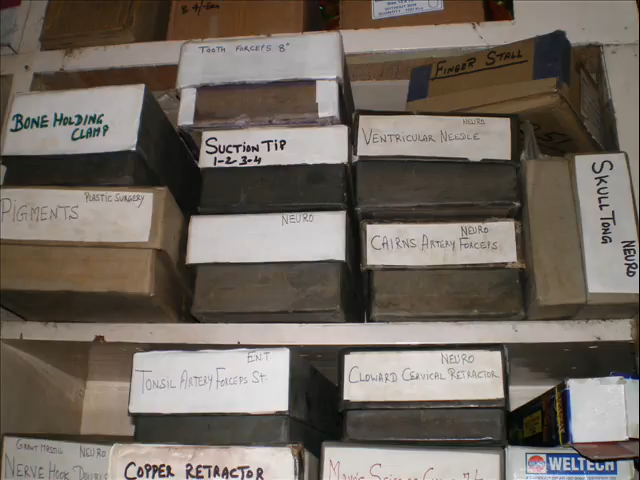 TOOTH FORCEPS 8"
FINGER STALL
BONE HOLDING
CLAMP
SUCTION TIP
1-2-3-4
NEURO
VENTRICULAR NEEDLE
PLASTIC SURGERY
PIGMENTS
NEURO
NEURO
CAIRNS ARTERY FORCEPS
SKULL TONG
NEURO
ENT
TONSIL ARTERY FORCEPS St.
NEURO
CLOWARD CERVICAL RETRACTOR
NEURO
NERVE HOOK
COPPER RETRACTOR
WELTECH